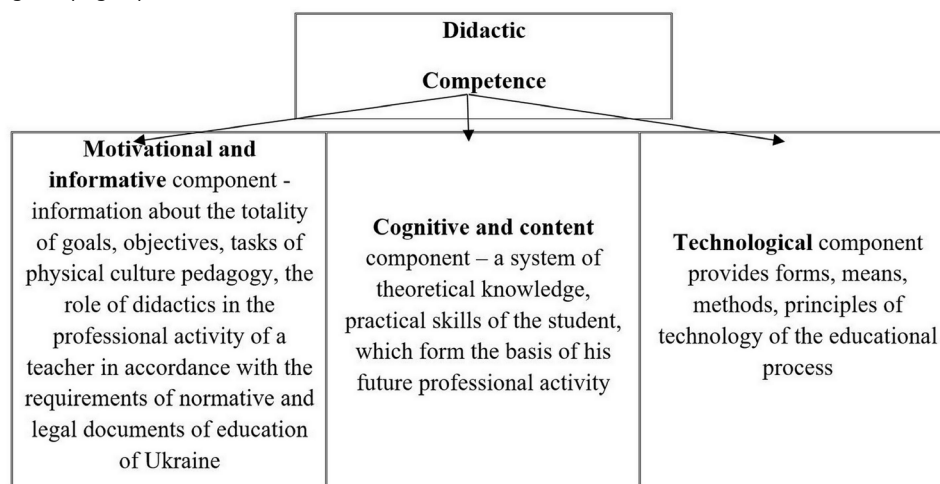 Didactic
Competence
Motivational and
informative component -
information about the totality
of goals, objectives, tasks of
physical culture pedagogy, the
role of didactics in the
professional activity of a
teacher in accordance with the
requirements of normative and
legal documents of education
of Ukraine
Cognitive and content
component – a system of
theoretical knowledge,
practical skills of the student,
which form the basis of his
future professional activity
Technological component
provides forms, means,
methods, principles of
technology of the educational
process